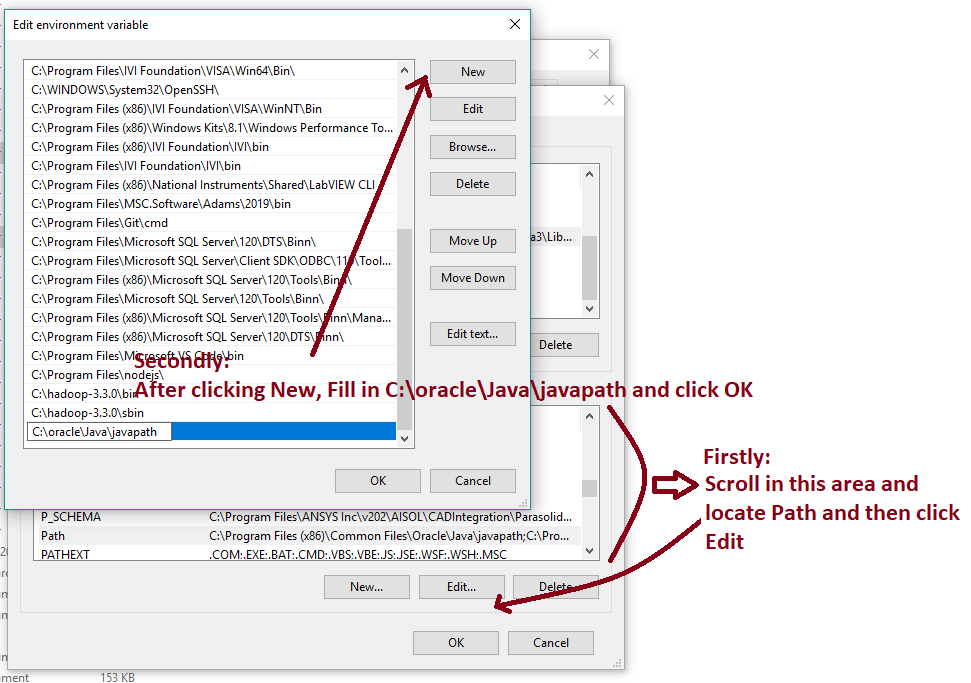 Edit environment variable
C:\Program Files\IVI Foundation\VISA\Win64\Bin\
C:\WINDOWS\System32\OpenSSH\
C:\Program Files (x86)\IVI Foundation\VISA\WinNT\Bin
C:\Program Files (x86)\Windows Kits\8.1\Windows Performance To...
C:\Program Files (x86)\IVI Foundation\IVI\bin
C:\Program Files\IVI Foundation\IVI\bin
C:\Program Files (x86)\National Instruments\Shared\LabVIEW CLI
C:\Program Files\MSC.Software\Adams\2019\bin
C:\Program Files\Git\cmd
C:\Program Files\Microsoft SQL Server\120\DTS\Binn\
C:\Program Files\Microsoft SQL Server\Client SDK\ODBC\110\Tool...
C:\Program Files (x86)\Microsoft SQL Server\120\Tools\Binn\
C:\Program Files\Microsoft SQL Server\120\Tools\Binn\
C:\Program Files (x86)\Microsoft SQL Server\120\Tools\Binn\Mana...
C:\Program Files (x86)\Microsoft SQL Server\120\DTS\Binn\
C:\Program Files\Microsoft VS Code\bin
C:\Program Files\nodejs\
C:\hadoop-3.3.0\bin
C:\hadoop-3.3.0\sbin
C:\oracle\Java\javapath
New
Edit
Browse...
Delete
Move Up
Move Down
Edit text...
OK
Cancel
a3\Lib...
Delete
Secondly:
After clicking New, Fill in C:\oracle\Java\javapath and click OK
Firstly:
Scroll in this area and
locate Path and then click
Edit
P_SCHEMA C:\Program Files\ANSYS Inc\v202\AISOL\CADIntegration\Parasolid...
Path C:\Program Files (x86)\Common Files\Oracle\Java\javapath;C:\Pro...
PATHEXT .COM;.EXE;.BAT;.CMD;.VBS;.VBE;.JS;.JSE;.WSF;.WSH;.MSC
New...
Edit...
Delete
OK
Cancel
153 KB